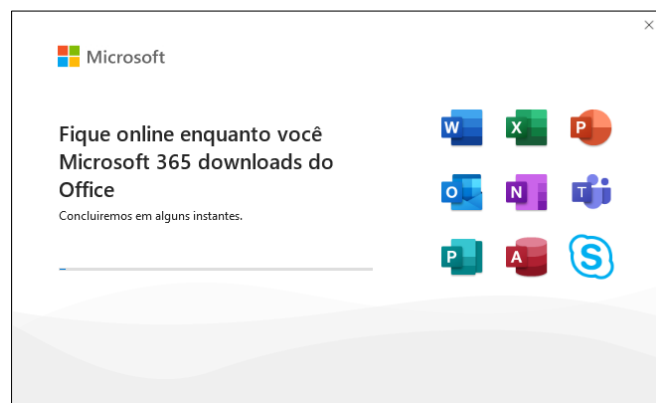 Microsoft
Fique online enquanto você
Microsoft 365 downloads do
Office
Concluiremos em alguns instantes.
W X P
O N T
P A S